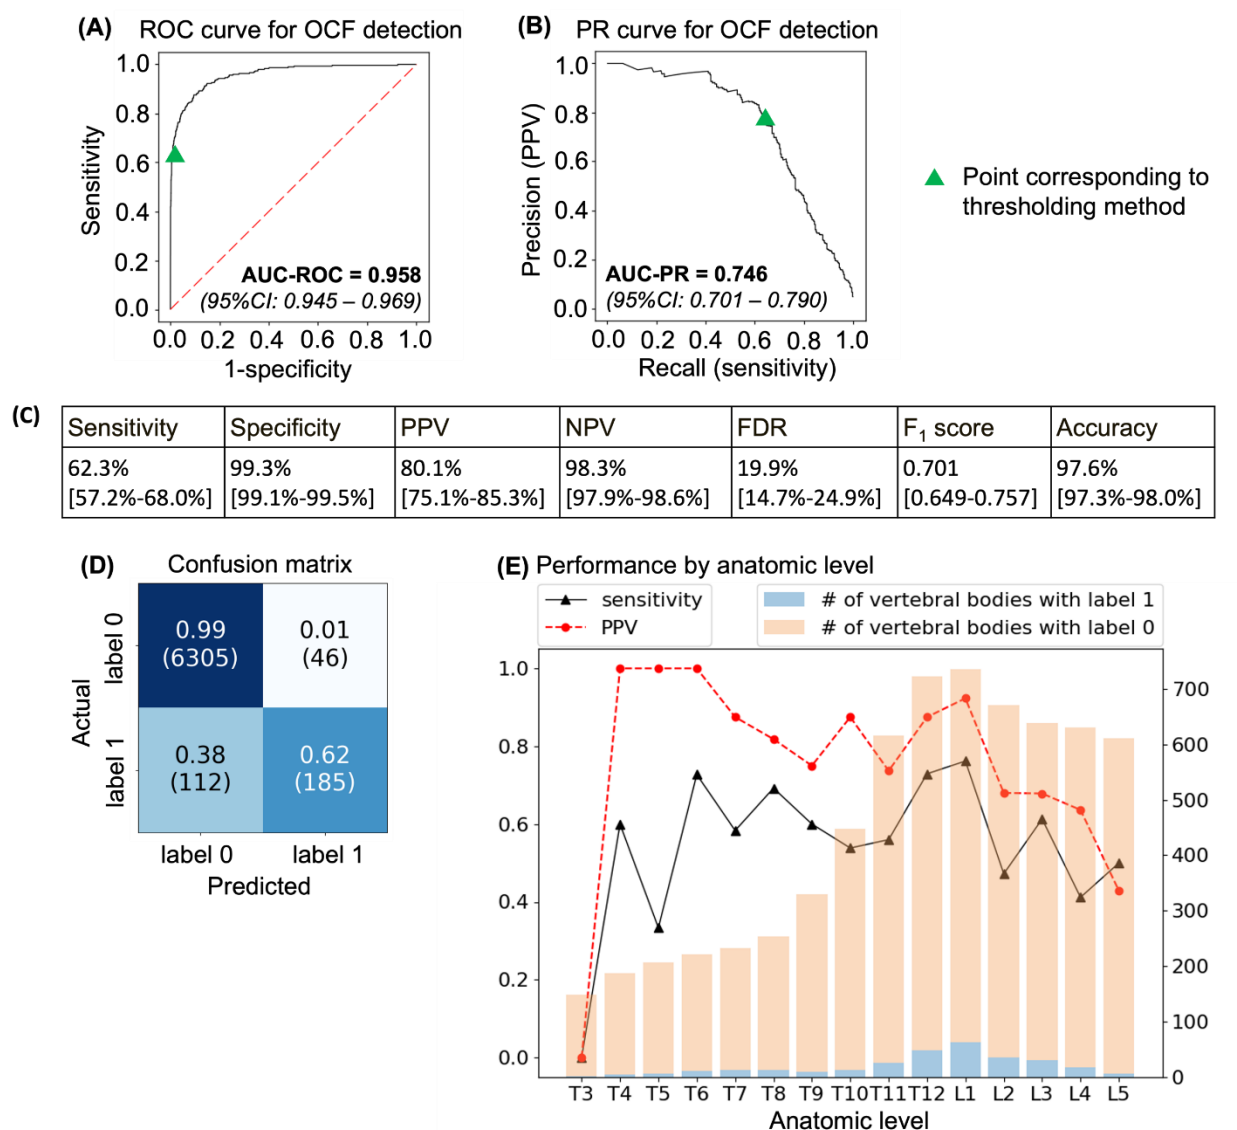 (A) ROC curve for OCF detection
1.0
0.8
0.6
0.4
0.2
0.0
Sensitivity
AUC-ROC = 0.958
(95%CI: 0.945 – 0.969)
0.0 0.2 0.4 0.6 0.8 1.0
1-specificity
(B) PR curve for OCF detection
1.0
0.8
0.6
0.4
0.2
0.0
Precision (PPV)
AUC-PR = 0.746
(95%CI: 0.701 – 0.790)
0.0 0.2 0.4 0.6 0.8 1.0
Recall (sensitivity)
Point corresponding to
thresholding method
(C)
Sensitivity Specificity PPV NPV FDR F1 score Accuracy
62.3% 99.3% 80.1% 98.3% 19.9% 0.701 97.6%
[57.2%-68.0%] [99.1%-99.5%] [75.1%-85.3%] [97.9%-98.6%] [14.7%-24.9%] [0.649-0.757] [97.3%-98.0%]
(D) Confusion matrix
Actual
label 0
label 1
0.99 0.01
(6305) (46)
0.38 0.62
(112) (185)
label 0 label 1
Predicted
(E) Performance by anatomic level
sensitivity
PPV
# of vertebral bodies with label 1
# of vertebral bodies with label 0
1.0
0.8
0.6
0.4
0.2
0.0
700
600
500
400
300
200
100
0
T3 T4 T5 T6 T7 T8 T9 T10 T11 T12 L1 L2 L3 L4 L5
Anatomic level